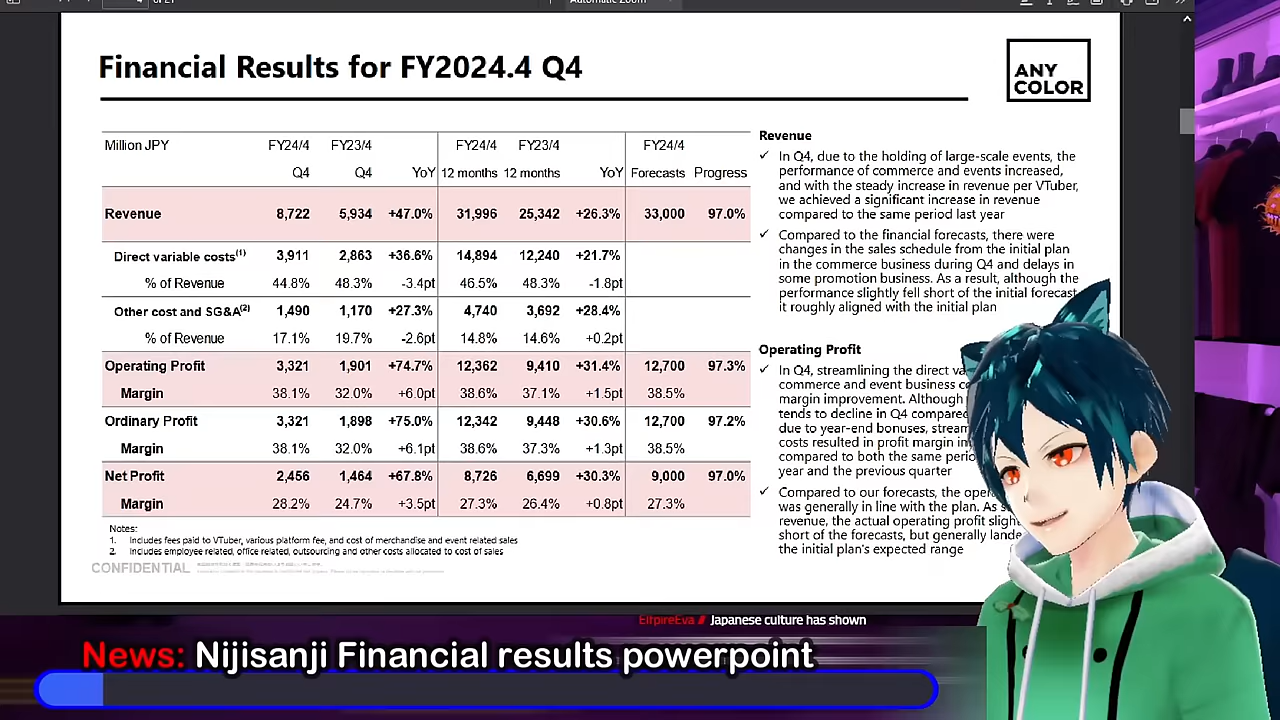 Automatic Zoom
Financial Results for FY2024.4 Q4
ANY
COLOR
Million JPY FY24/4 FY23/4 FY24/4 FY23/4 FY24/4
Q4 Q4 YoY 12 months 12 months YoY Forecasts Progress
Revenue 8,722 5,934 +47.0% 31,996 25,342 +26.3% 33,000 97.0%
Direct variable costs(1) 3,911 2,863 +36.6% 14,894 12,240 +21.7%
% of Revenue 44.8% 48.3% -3.4pt 46.5% 48.3% -1.8pt
Other cost and SG&A(2) 1,490 1,170 +27.3% 4,740 3,692 +28.4%
% of Revenue 17.1% 19.7% -2.6pt 14.8% 14.6% +0.2pt
Operating Profit 3,321 1,901 +74.7% 12,362 9,410 +31.4% 12,700 97.3%
Margin 38.1% 32.0% +6.0pt 38.6% 37.1% +1.5pt 38.5%
Ordinary Profit 3,321 1,898 +75.0% 12,342 9,448 +30.6% 12,700 97.2%
Margin 38.1% 32.0% +6.1pt 38.6% 37.3% +1.3pt 38.5%
Net Profit 2,456 1,464 +67.8% 8,726 6,699 +30.3% 9,000 97.0%
Margin 28.2% 24.7% +3.5pt 27.3% 26.4% +0.8pt 27.3%
Notes:
1. Includes fees paid to VTuber, various platform fee, and cost of merchandise and event related sales
2. Includes employee related, office related, outsourcing and other costs allocated to cost of sales
CONFIDENTIAL
Revenue
✓ In Q4, due to the holding of large-scale events, the
performance of commerce and events increased,
and with the steady increase in revenue per VTuber,
we achieved a significant increase in revenue
compared to the same period last year
✓ Compared to the financial forecasts, there were
changes in the sales schedule from the initial plan
in the commerce business during Q4 and delays in
some promotion business. As a result, although the
performance slightly fell short of the initial forecast
it roughly aligned with the initial plan
Operating Profit
✓ In Q4, streamlining the direct va
commerce and event business c
margin improvement. Although
tends to decline in Q4 compare
due to year-end bonuses, stream
costs resulted in profit margin im
compared to both the same perio
year and the previous quarter
✓ Compared to our forecasts, the oper
was generally in line with the plan. As s
revenue, the actual operating profit slight
short of the forecasts, but generally lande
the initial plan's expected range
ElfpireEva // Japanese culture has shown
News: Nijisanji Financial results powerpoint